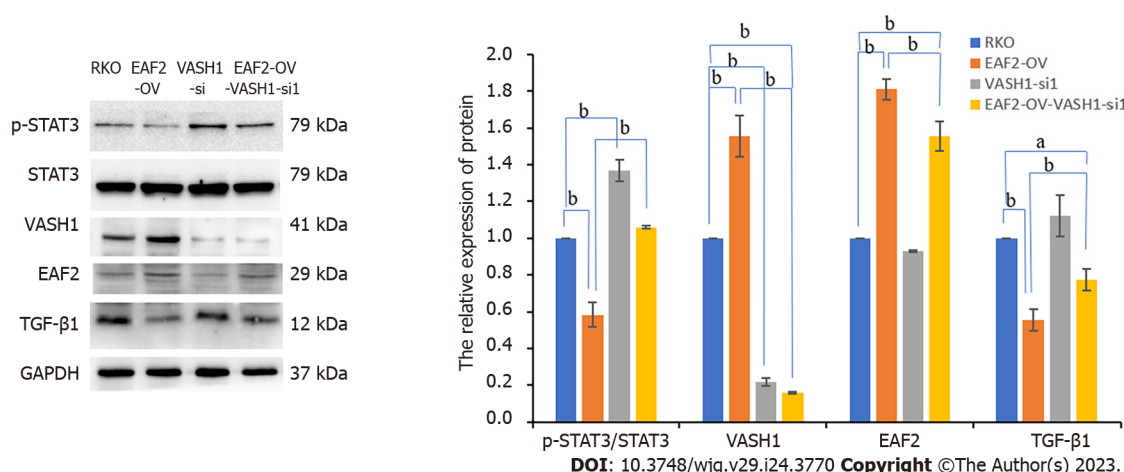 RKO EAF2 VASH1 EAF2-OV
-OV -si -VASH1-si1
p-STAT3 79 kDa
STAT3 79 kDa
VASH1 41 kDa
EAF2 29 kDa
TGF-β1 12 kDa
GAPDH 37 kDa
The relative expression of protein
2.0
1.8
1.6
1.4
1.2
1.0
0.8
0.6
0.4
0.2
0.0
b
b
b
b
b
b
b
b
b
b
b
b
a
b
b
RKO
EAF2-OV
VASH1-si1
EAF2-OV-VASH1-si1
p-STAT3/STAT3 VASH1 EAF2 TGF-β1
DOI: 10.3748/wjg.v29.i24.3770 Copyright ©The Author(s) 2023.